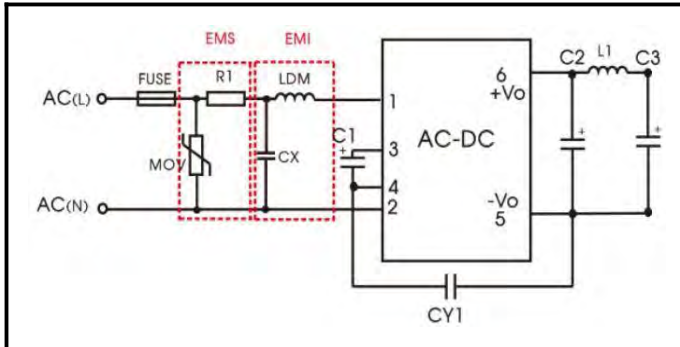 EMS EMI
FUSE R1 LDM
AC(L)
MOV CX
AC(N)
C1
1
3
4
2
AC-DC
6
+Vo
-Vo
5
C2 L1 C3
+
+
+
CY1